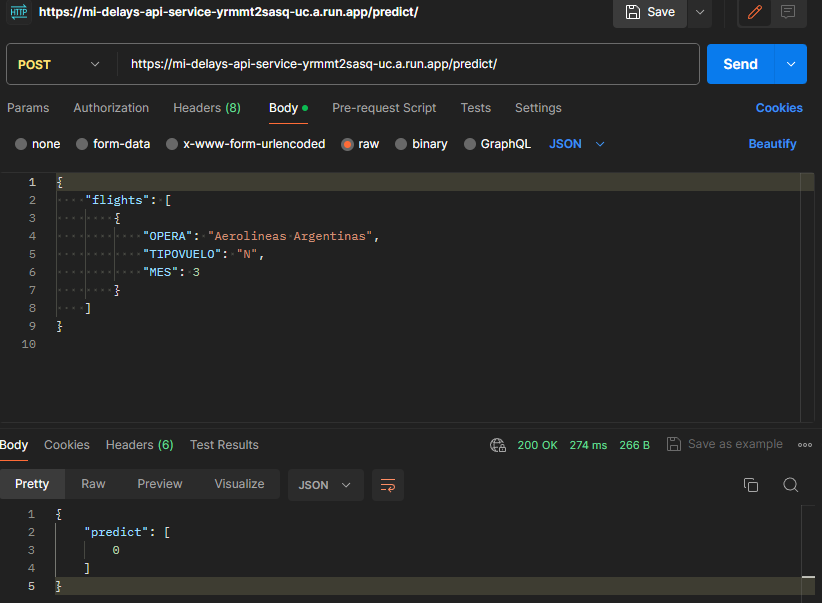 HTTP https://mi-delays-api-service-yrmmt2sasq-uc.a.run.app/predict/ Save
POST https://mi-delays-api-service-yrmmt2sasq-uc.a.run.app/predict/ Send
Params Authorization Headers (8) Body Pre-request Script Tests Settings Cookies
none form-data x-www-form-urlencoded raw binary GraphQL JSON Beautify
1 {
2 "flights": [
3 {
4 "OPERA": "Aerolineas Argentinas",
5 "TIPOVUELO": "N",
6 "MES": 3
7 }
8 ]
9 }
10
Body Cookies Headers (6) Test Results 200 OK 274 ms 266 B Save as example
Pretty Raw Preview Visualize JSON
1 {
2 "predict": [
3 0
4 ]
5 }